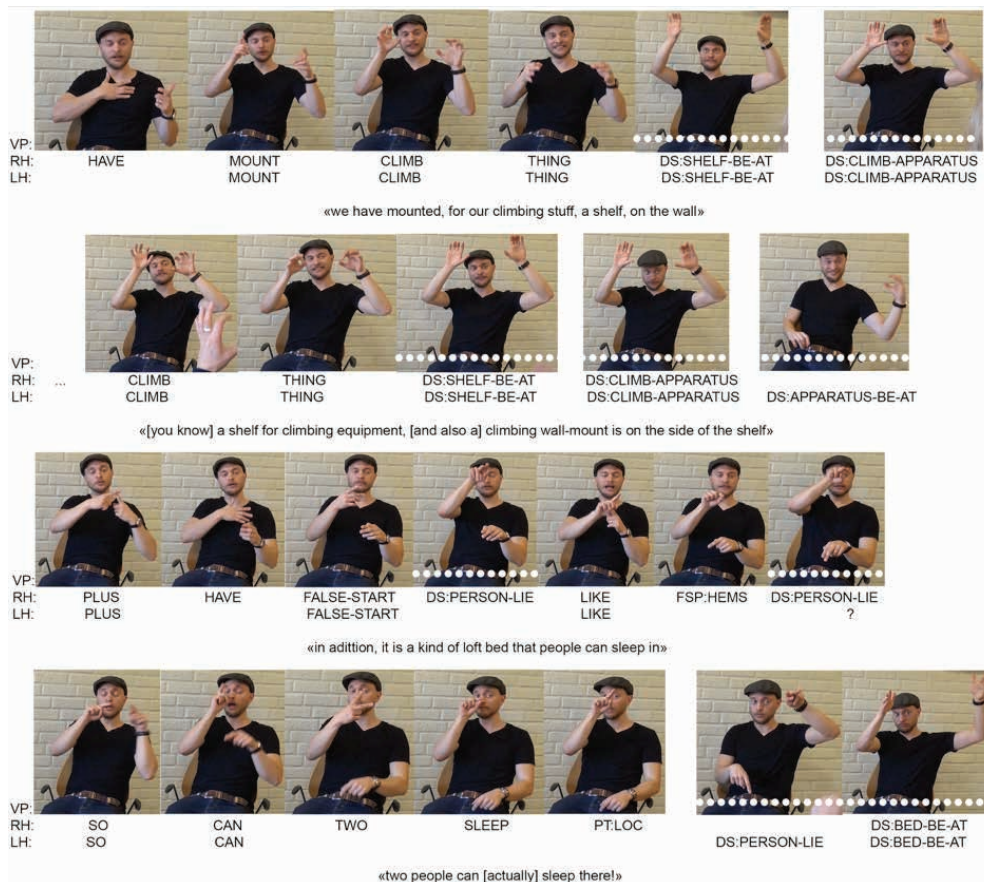 VP:
RH: HAVE MOUNT CLIMB THING DS:SHELF-BE-AT DS:CLIMB-APPARATUS
LH: MOUNT CLIMB THING DS:SHELF-BE-AT DS:CLIMB-APPARATUS
«we have mounted, for our climbing stuff, a shelf, on the wall»
VP:
RH: ... CLIMB THING DS:SHELF-BE-AT DS:CLIMB-APPARATUS
LH: CLIMB THING DS:SHELF-BE-AT DS:CLIMB-APPARATUS DS:APPARATUS-BE-AT
«[you know] a shelf for climbing equipment, [and also a] climbing wall-mount is on the side of the shelf»
VP:
RH: PLUS HAVE FALSE-START DS:PERSON-LIE LIKE FSP:HEMS DS:PERSON-LIE
LH: PLUS FALSE-START LIKE ?
«in adittion, it is a kind of loft bed that people can sleep in»
VP:
RH: SO CAN TWO SLEEP PT:LOC DS:BED-BE-AT
LH: SO CAN DS:PERSON-LIE DS:BED-BE-AT
«two people can [actually] sleep there!»